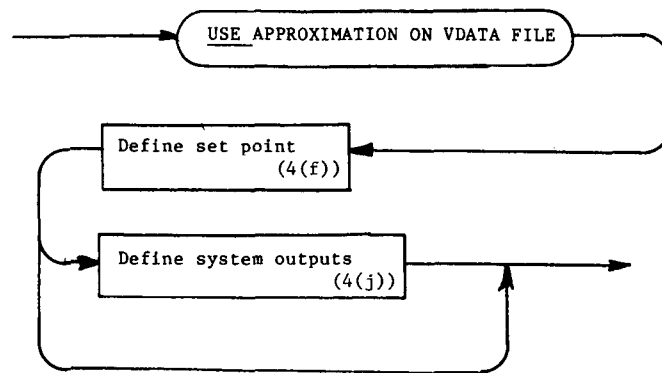 USE APPROXIMATION ON VDATA FILE
Define set point
(4(f))
Define system outputs
(4(j))